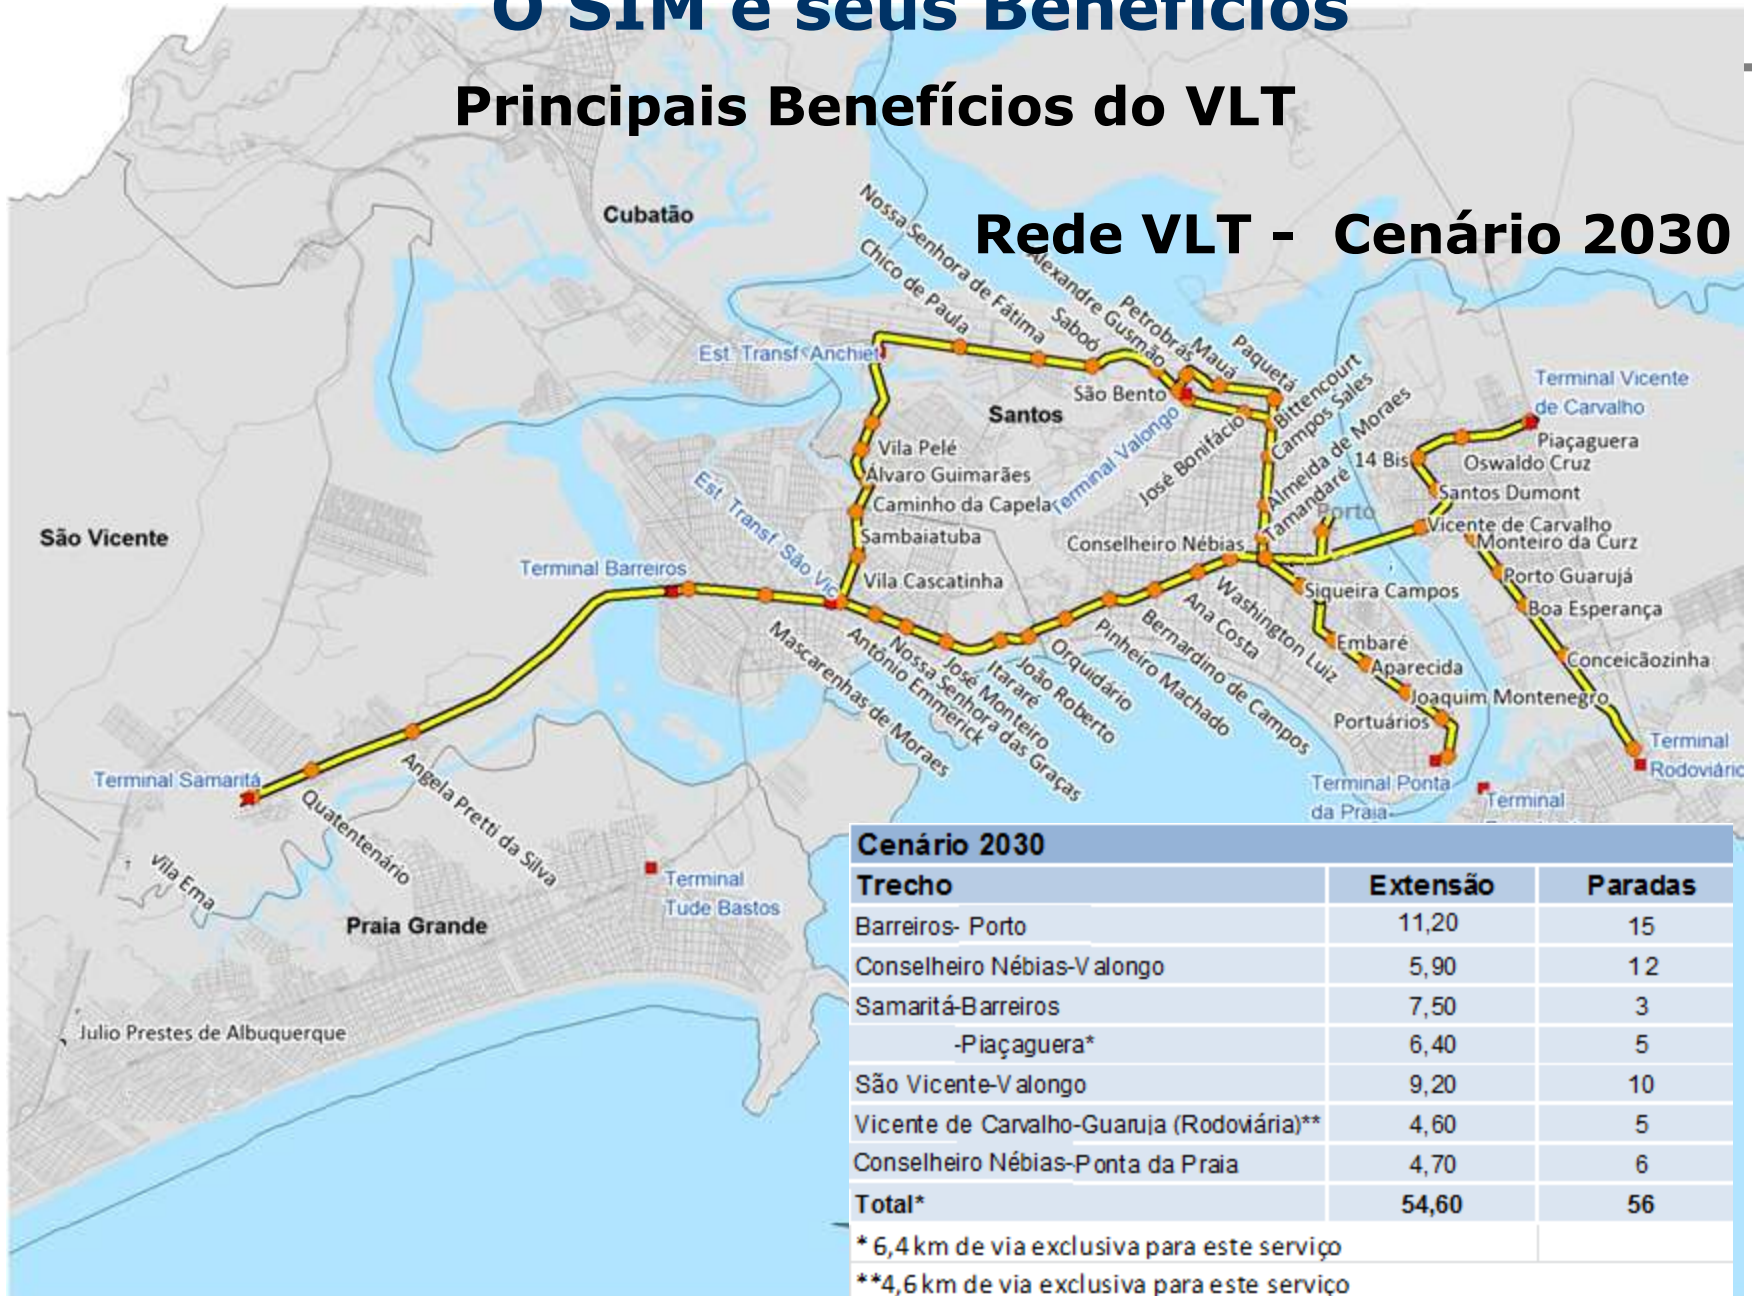 O SIM e seus Benefícios
Principais Benefícios do VLT
Rede VLT - Cenário 2030
Cubatão
Nossa Senhora de Fátima
Chico de Paula
Alexandre Gusmão
Saboó
Petrobrás
Mauá
Paquetá
Bittencourt
Campos Sales
Almeida de Moraes
Tamandaré
Est. Transf. Anchiet
São Bento
Santos
Terminal Valongo
José Bonifácio
Terminal Vicente
de Carvalho
Piaçaguera
Oswaldo Cruz
14 Bis
Santos Dumont
Porto
Vicente de Carvalho
Monteiro da Curz
Vila Pelé
Álvaro Guimarães
Caminho da Capela
Sambaiatuba
Vila Cascatinha
Est. Transf. São Vic
São Vicente
Terminal Barreiros
Conselheiro Nébias
Porto Guarujá
Boa Esperança
Conceicãozinha
Siqueira Campos
Embaré
Aparecida
Joaquim Montenegro
Portuários
Washington Luiz
Ana Costa
Bernardino de Campos
Pinheiro Machado
Orquidário
João Roberto
Itararé
José Monteiro
Nossa Senhora das Graças
Antônio Emmerick
Mascarenhas de Moraes
Terminal
Rodoviáric
Terminal Ponta
da Praia
Terminal
Terminal Samaritá
Angela Pretti da Silva
Quatentenário
Vila Ema
Terminal
Tude Bastos
Praia Grande
Julio Prestes de Albuquerque
Cenário 2030
Trecho Extensão Paradas
Barreiros- Porto 11,20 15
Conselheiro Nébias-Valongo 5,90 12
Samaritá-Barreiros 7,50 3
-Piaçaguera* 6,40 5
São Vicente-Valongo 9,20 10
Vicente de Carvalho-Guaruja (Rodoviária)** 4,60 5
Conselheiro Nébias-Ponta da Praia 4,70 6
Total* 54,60 56
* 6,4 km de via exclusiva para este serviço
**4,6 km de via exclusiva para este serviço